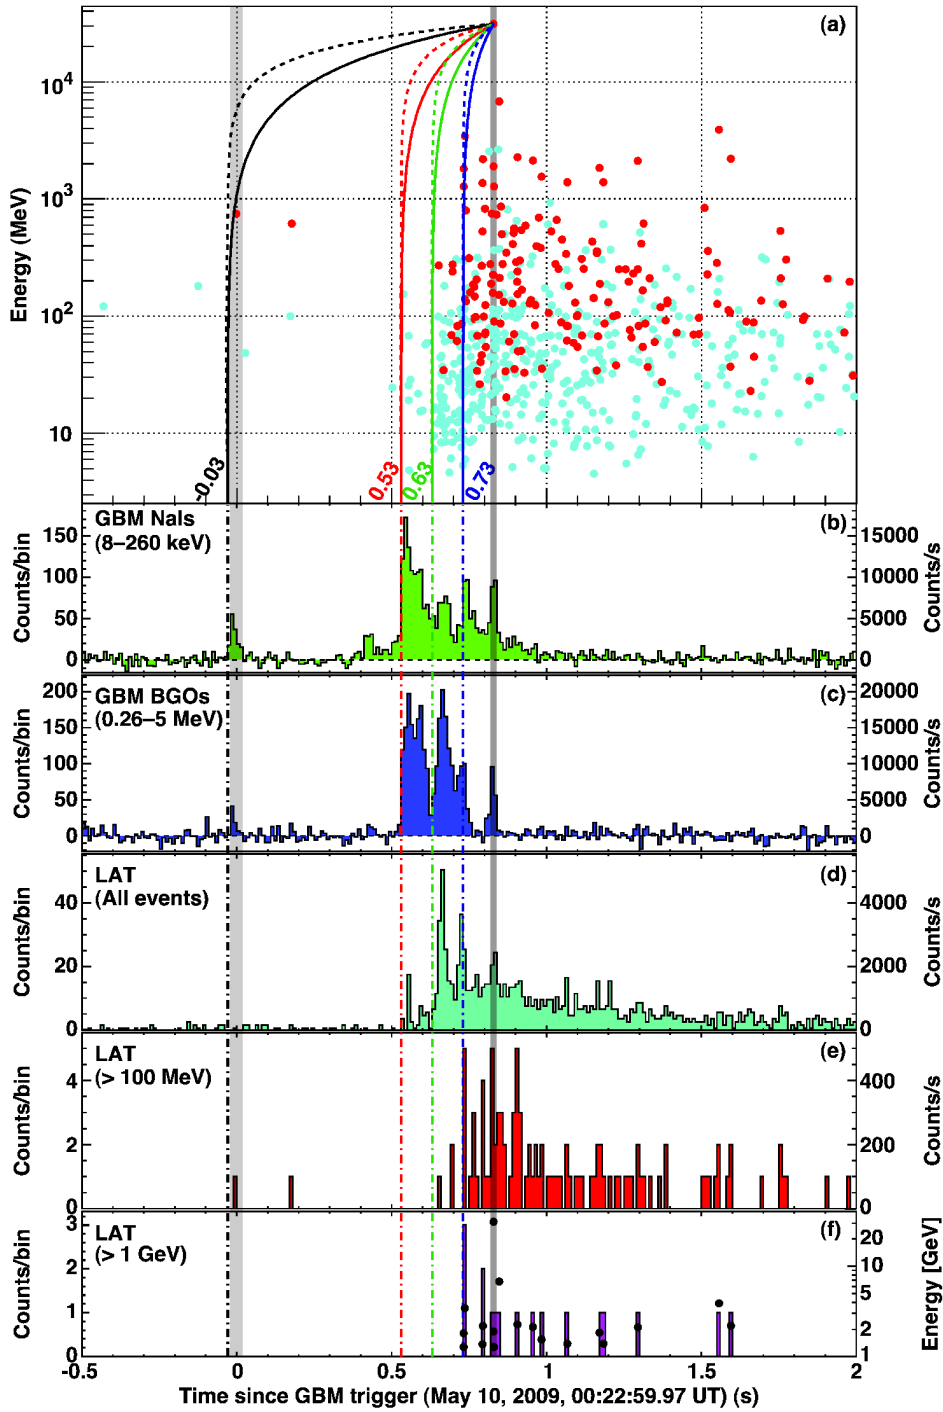 (a)
Energy (MeV)
10⁴
10³
10²
10
-0.03
0.53
0.63
0.73
GBM NaIs
(8–260 keV)
(b)
Counts/bin
150
100
50
0
15000
10000
5000
0
Counts/s
GBM BGOs
(0.26–5 MeV)
(c)
Counts/bin
200
150
100
50
0
20000
15000
10000
5000
0
Counts/s
LAT
(All events)
(d)
Counts/bin
40
20
0
4000
2000
0
Counts/s
LAT
(> 100 MeV)
(e)
Counts/bin
4
2
0
400
200
0
Counts/s
LAT
(> 1 GeV)
(f)
Counts/bin
3
2
1
0
20
10
5
2
1
Energy [GeV]
-0.5 0 0.5 1 1.5 2
Time since GBM trigger (May 10, 2009, 00:22:59.97 UT) (s)